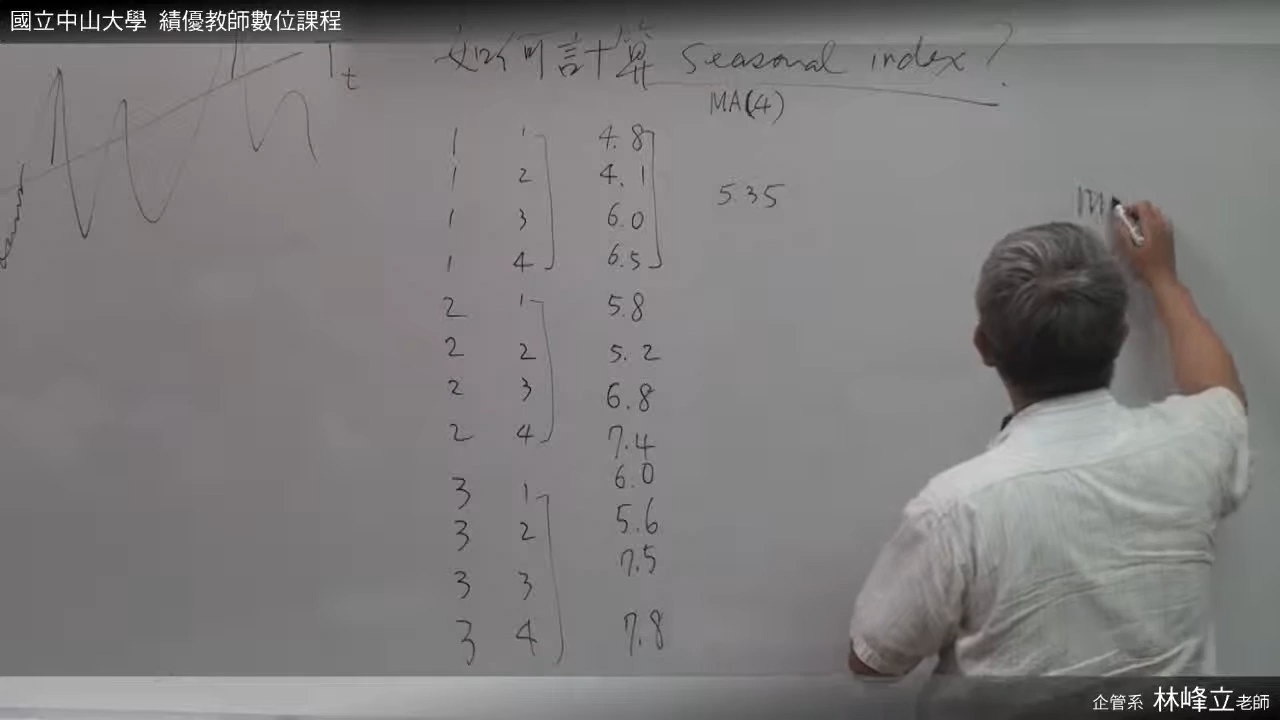 國立中山大學 績優教師數位課程
T_t
如何計算 seasonal index?
MA(4)
1 1 4.8
1 2 4.1
5.35
1 3 6.0
1 4 6.5
2 1 5.8
2 2 5.2
2 3 6.8
2 4 7.4
3 1 6.0
3 2 5.6
3 3 7.5
3 4 7.8
企管系 林峰立老師